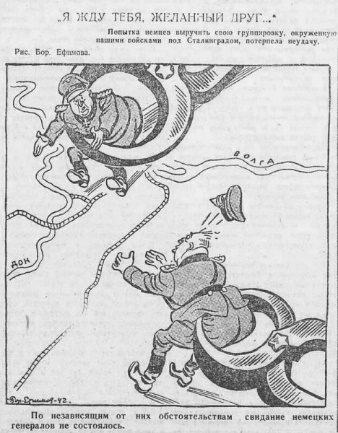 „Я ЖДУ ТЕБЯ, ЖЕЛАННЫЙ ДРУГ..."
Попытка немцев выручить свою группировку, окруженную
нашими войсками под Сталинградом, потерпела неудачу.
Рис. Бор. Ефимова.
ВОЛГА
ДОН
Бор. Ефимов-42.
По независящим от них обстоятельствам свидание немецких
генералов не состоялось.